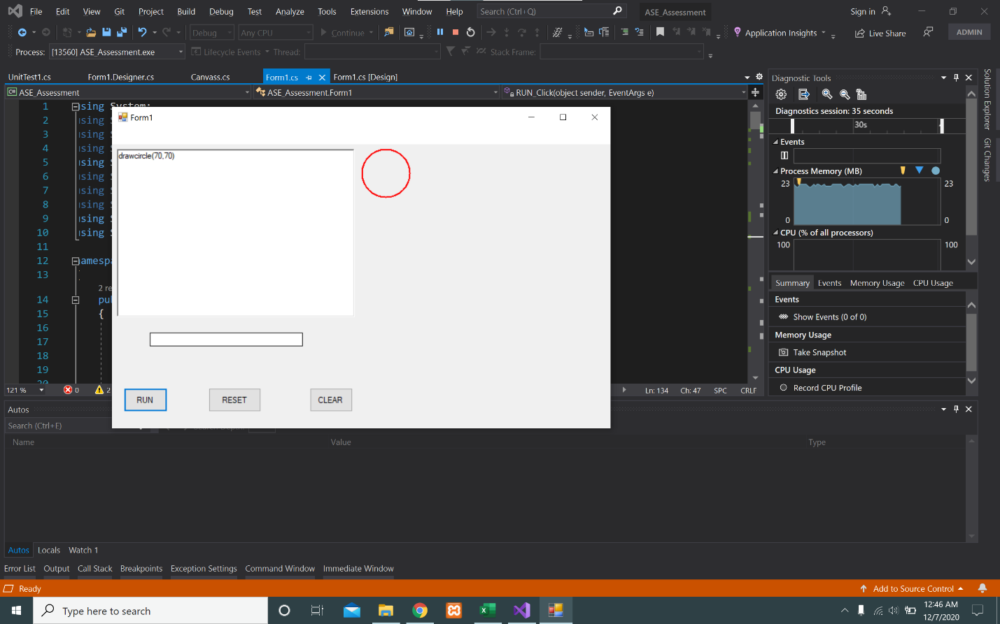 File Edit View Git Project Build Debug Test Analyze Tools Extensions Window Help Search (Ctrl+Q) ASE_Assessment Sign in
Debug Any CPU Continue Application Insights Live Share ADMIN
Process: [13560] ASE_Assessment.exe Lifecycle Events Thread: Stack Frame:
UnitTest1.cs Form1.Designer.cs Canvass.cs Form1.cs Form1.cs [Design]
ASE_Assessment ASE_Assessment.Form1 RUN_Click(object sender, EventArgs e)
1 using System;
2 using S
3 using S
4 using S
5 using S
6 using S
7 using S
8 using S
9 using S
10 using S
11
12 namespa
13
2 re
14 pu
15 {
16
17
18
19
20
Form1
drawcircle(70,70)
RUN RESET CLEAR
121 % 0 2 Ln: 134 Ch: 47 SPC CRLF
Diagnostic Tools
Diagnostics session: 35 seconds
30s
Events
Process Memory (MB)
23 23
0 0
CPU (% of all processors)
100 100
Summary Events Memory Usage CPU Usage
Events
Show Events (0 of 0)
Memory Usage
Take Snapshot
CPU Usage
Record CPU Profile
Solution Explorer
Git Changes
Autos
Search (Ctrl+E)
Name Value Type
Autos Locals Watch 1
Error List Output Call Stack Breakpoints Exception Settings Command Window Immediate Window
Ready Add to Source Control
Type here to search
12:46 AM
12/7/2020